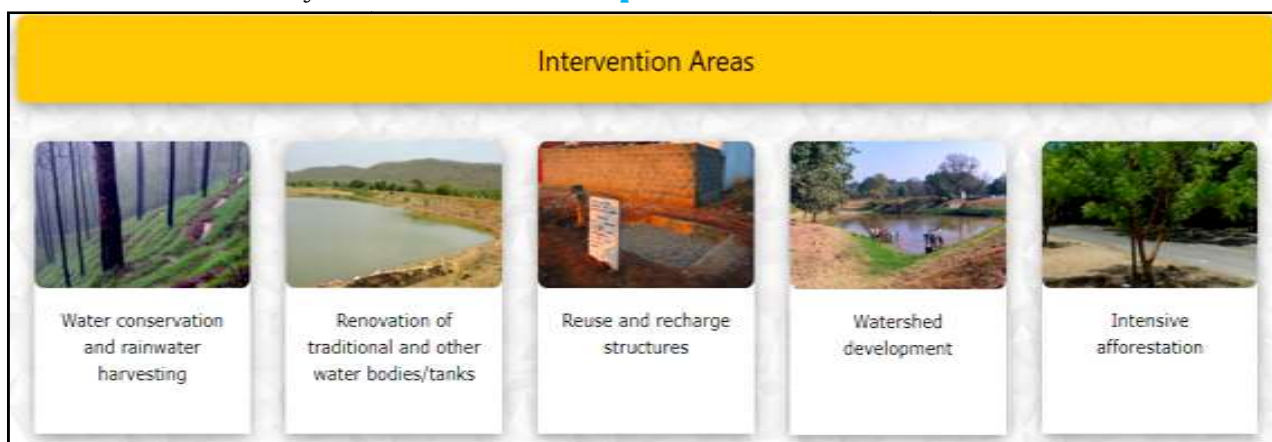 Intervention Areas
Water conservation
and rainwater
harvesting
Renovation of
traditional and other
water bodies/tanks
Reuse and recharge
structures
Watershed
development
Intensive
afforestation